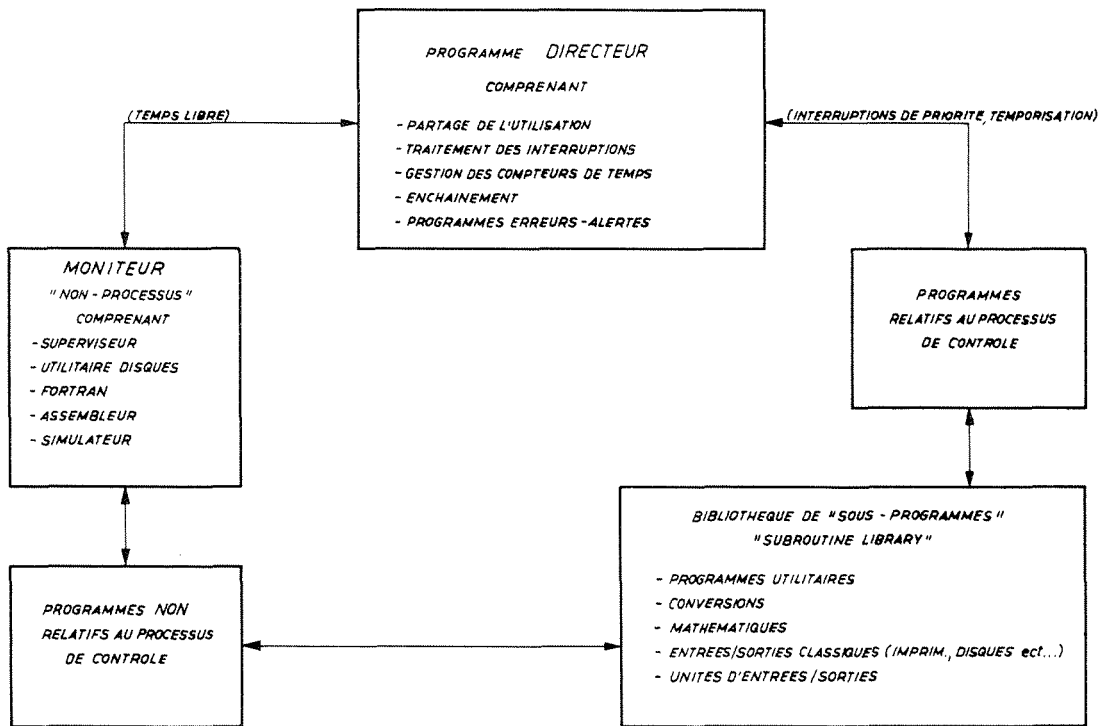 PROGRAMME DIRECTEUR
COMPRENANT
- PARTAGE DE L'UTILISATION
- TRAITEMENT DES INTERRUPTIONS
- GESTION DES COMPTEURS DE TEMPS
- ENCHAINEMENT
- PROGRAMMES ERREURS - ALERTES
(TEMPS LIBRE)
(INTERRUPTIONS DE PRIORITE, TEMPORISATION)
MONITEUR
"NON - PROCESSUS"
COMPRENANT
- SUPERVISEUR
- UTILITAIRE DISQUES
- FORTRAN
- ASSEMBLEUR
- SIMULATEUR
PROGRAMMES
RELATIFS AU PROCESSUS
DE CONTROLE
PROGRAMMES NON
RELATIFS AU PROCESSUS
DE CONTROLE
BIBLIOTHEQUE DE "SOUS - PROGRAMMES"
"SUBROUTINE LIBRARY"
- PROGRAMMES UTILITAIRES
- CONVERSIONS
- MATHEMATIQUES
- ENTREES/SORTIES CLASSIQUES (IMPRIM., DISQUES ect...)
- UNITES D'ENTREES / SORTIES